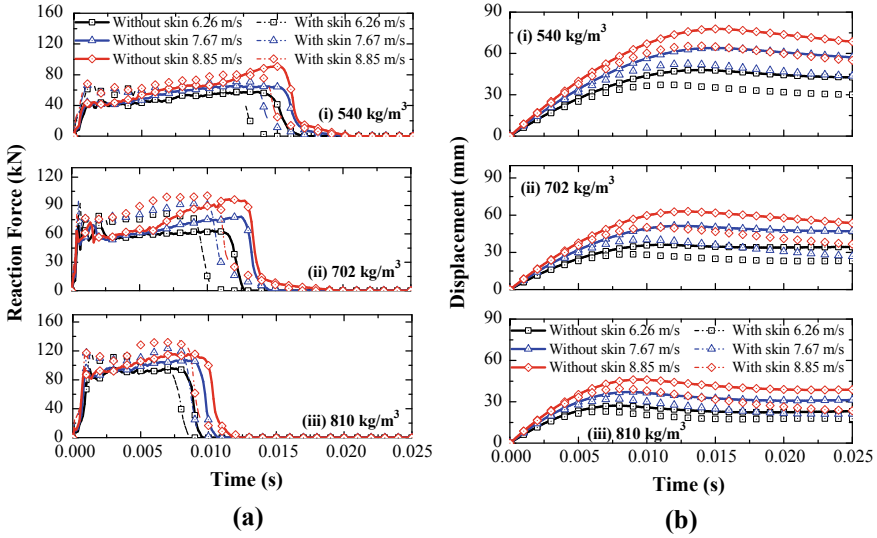 160
120
80
40
0
Without skin 6.26 m/s
With skin 6.26 m/s
Without skin 7.67 m/s
With skin 7.67 m/s
Without skin 8.85 m/s
With skin 8.85 m/s
(i) 540 kg/m³
120
90
60
30
0
(ii) 702 kg/m³
160
120
80
40
0
(iii) 810 kg/m³
0.000 0.005 0.010 0.015 0.020 0.025
Reaction Force (kN)
Time (s)
(a)
90
60
30
0
(i) 540 kg/m³
90
60
30
0
(ii) 702 kg/m³
90
60
30
0
Without skin 6.26 m/s
With skin 6.26 m/s
Without skin 7.67 m/s
With skin 7.67 m/s
Without skin 8.85 m/s
With skin 8.85 m/s
(iii) 810 kg/m³
0.000 0.005 0.010 0.015 0.020 0.025
Displacement (mm)
Time (s)
(b)